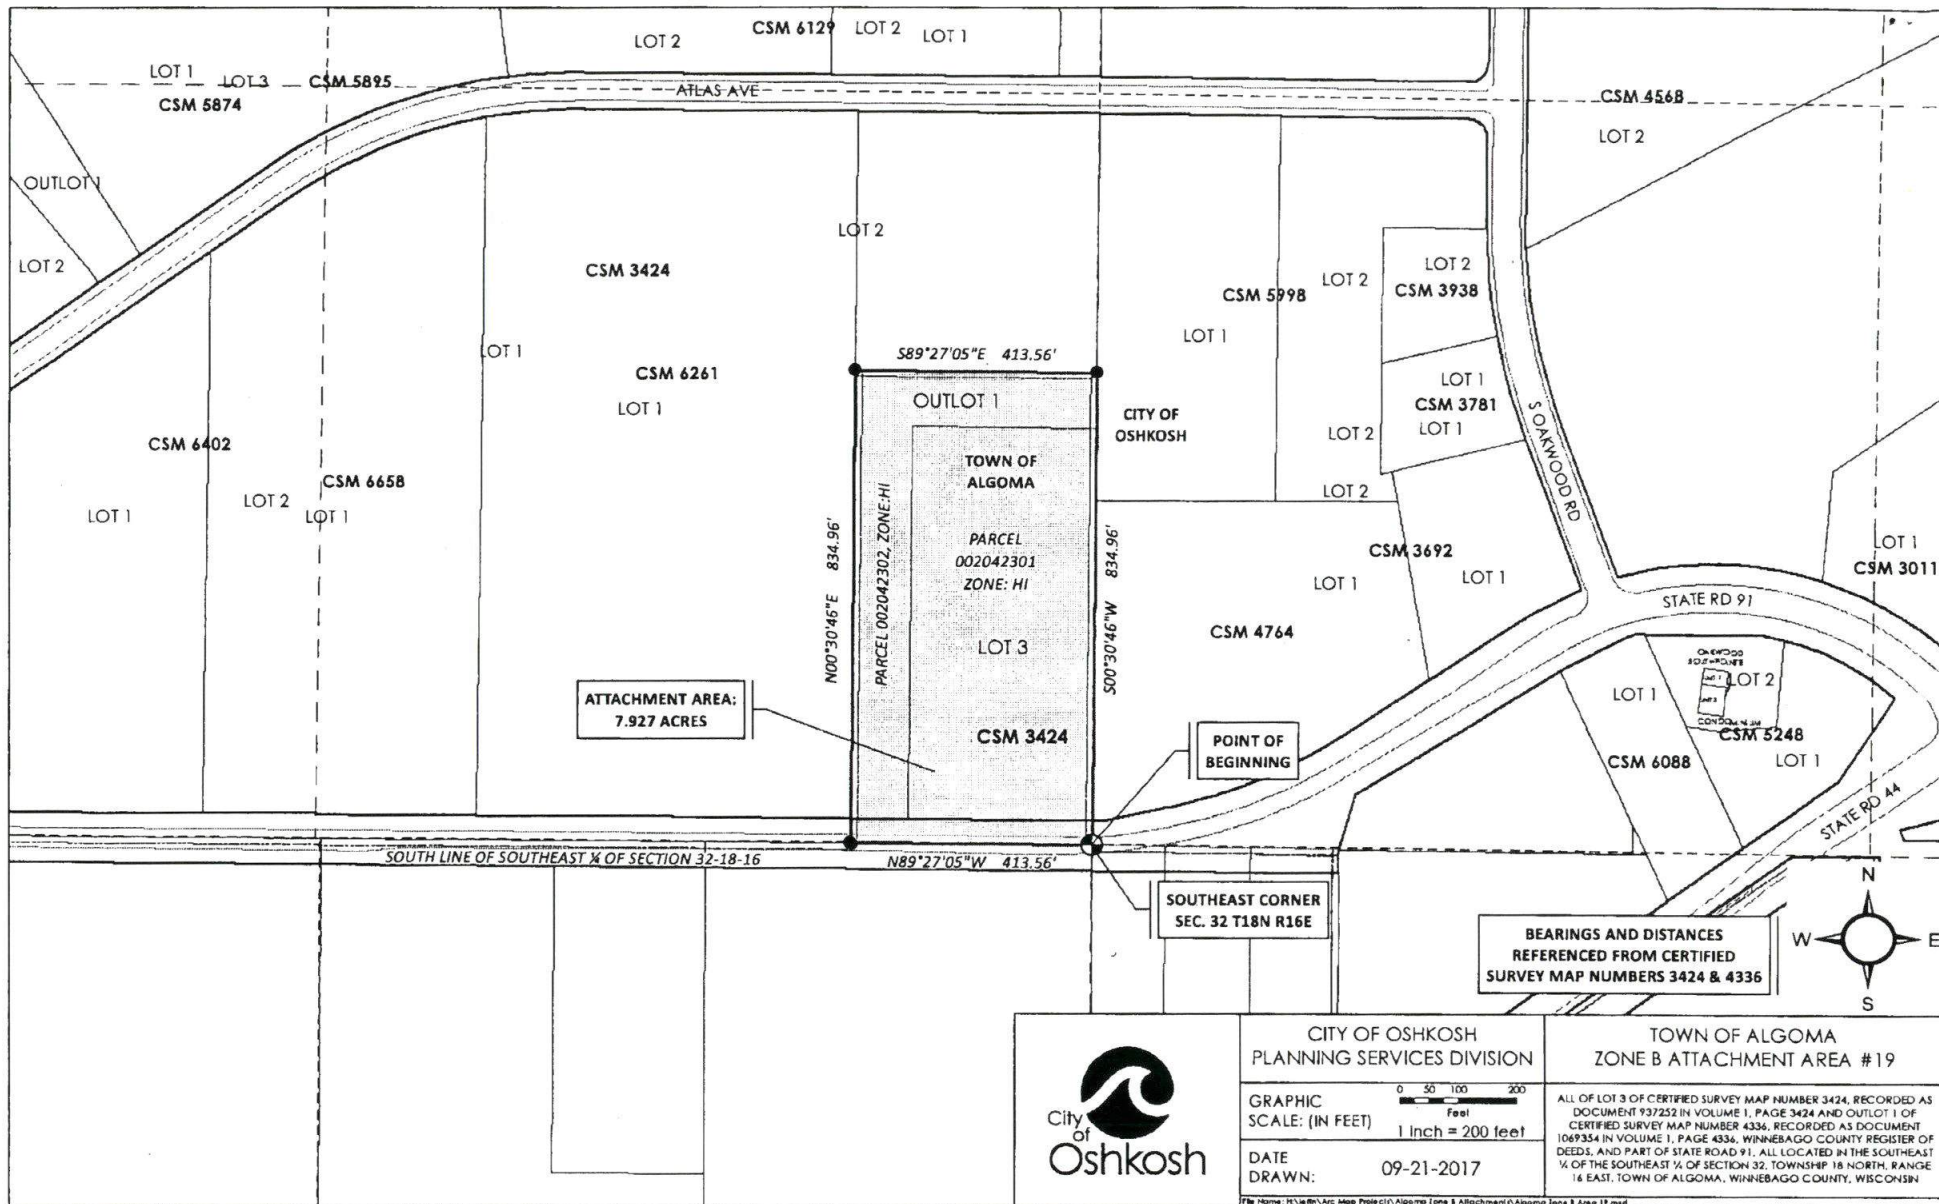 CSM 6129
LOT 2
LOT 2
LOT 1
LOT 1
LOT 3
CSM 5895
CSM 5874
ATLAS AVE
CSM 4568
LOT 2
OUTLOT 1
LOT 2
LOT 2
CSM 3424
CSM 5998
LOT 2
LOT 2
CSM 3938
LOT 1
LOT 1
S89°27'05"E 413.56'
CSM 6261
LOT 1
OUTLOT 1
CITY OF
OSHKOSH
LOT 1
CSM 3781
LOT 1
LOT 2
S OAKWOOD RD
CSM 6402
TOWN OF
ALGOMA
CSM 6658
LOT 2
LOT 1
LOT 1
LOT 2
N00°30'46"E 834.96'
PARCEL 002042302, ZONE:HI
PARCEL
002042301
ZONE: HI
S00°30'46"W 834.96'
CSM 3692
LOT 1
LOT 1
LOT 1
CSM 3011
STATE RD 91
CSM 4764
LOT 3
ATTACHMENT AREA:
7.927 ACRES
CSM 3424
POINT OF
BEGINNING
LOT 1
LOT 2
CSM 5248
CSM 6088
LOT 1
STATE RD 44
SOUTH LINE OF SOUTHEAST ¼ OF SECTION 32-18-16
N89°27'05"W 413.56'
SOUTHEAST CORNER
SEC. 32 T18N R16E
BEARINGS AND DISTANCES
REFERENCED FROM CERTIFIED
SURVEY MAP NUMBERS 3424 & 4336
N
W
E
S
City
of
Oshkosh
CITY OF OSHKOSH
PLANNING SERVICES DIVISION
GRAPHIC
SCALE: (IN FEET)
0 50 100 200
Feet
1 inch = 200 feet
DATE
DRAWN:
09-21-2017
TOWN OF ALGOMA
ZONE B ATTACHMENT AREA #19
ALL OF LOT 3 OF CERTIFIED SURVEY MAP NUMBER 3424, RECORDED AS
DOCUMENT 937252 IN VOLUME 1, PAGE 3424 AND OUTLOT 1 OF
CERTIFIED SURVEY MAP NUMBER 4336, RECORDED AS DOCUMENT
1069354 IN VOLUME 1, PAGE 4336, WINNEBAGO COUNTY REGISTER OF
DEEDS, AND PART OF STATE ROAD 91, ALL LOCATED IN THE SOUTHEAST
¼ OF THE SOUTHEAST ¼ OF SECTION 32, TOWNSHIP 18 NORTH, RANGE
16 EAST, TOWN OF ALGOMA, WINNEBAGO COUNTY, WISCONSIN